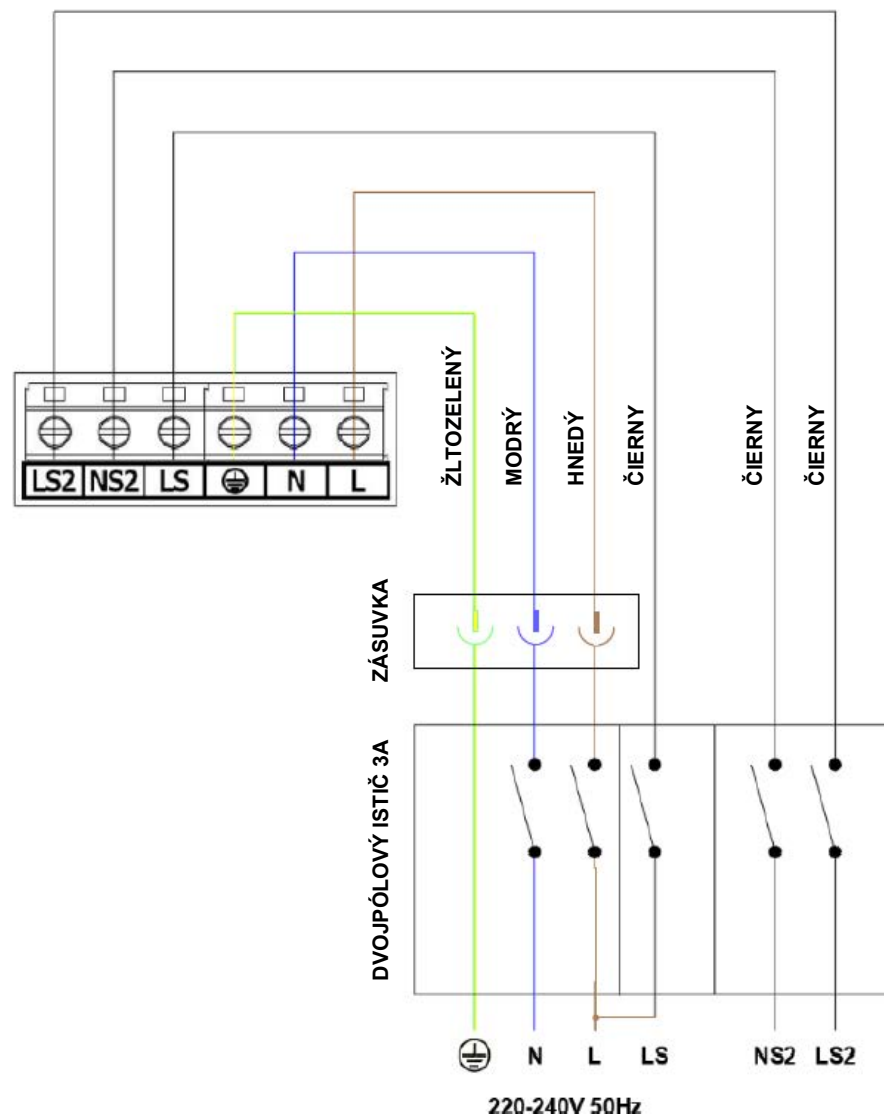 LS2 NS2 LS N L
ŽLTOZELENÝ
MODRÝ
HNEDÝ
ČIERNY
ČIERNY
ČIERNY
ZÁSUVKA
DVOJPÓLOVÝ ISTIČ 3A
N L LS NS2 LS2
220-240V 50Hz